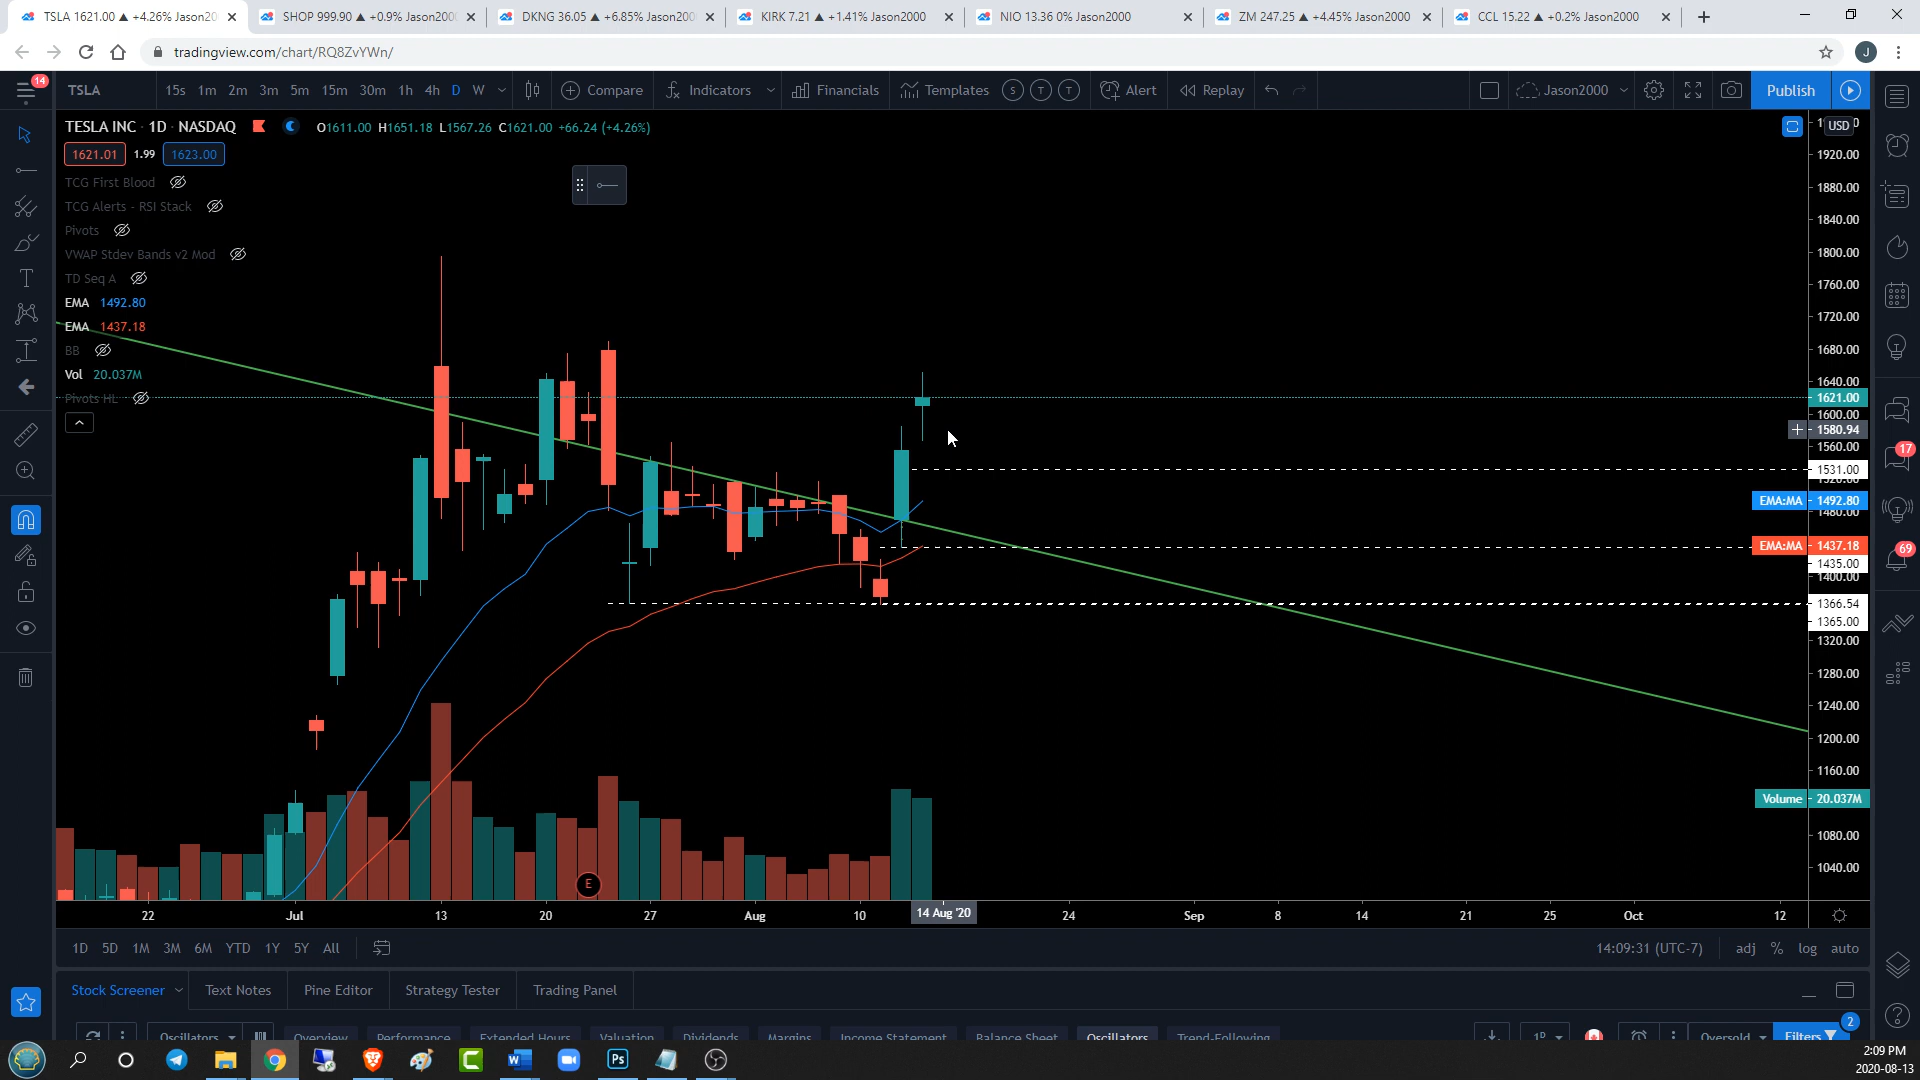 TSLA 1621.00 ▲ +4.26% Jason20
SHOP 999.90 ▲ +0.9% Jason200
DKNG 36.05 ▲ +6.85% Jason200
KIRK 7.21 ▲ +1.41% Jason2000
NIO 13.36 0% Jason2000
ZM 247.25 ▲ +4.45% Jason2000
CCL 15.22 ▲ +0.2% Jason2000
tradingview.com/chart/RQ8ZvYWn/
J
14
TSLA
15s 1m 2m 3m 5m 15m 30m 1h 4h D W
Compare
Indicators
Financials
Templates
S T T
Alert
Replay
Jason2000
Publish
TESLA INC · 1D · NASDAQ
O1611.00 H1651.18 L1567.26 C1621.00 +66.24 (+4.26%)
USD
1621.01 1.99 1623.00
TCG First Blood
TCG Alerts - RSI Stack
Pivots
VWAP Stdev Bands v2 Mod
TD Seq A
EMA 1492.80
EMA 1437.18
BB
Vol 20.037M
Pivots HL
1920.00
1880.00
1840.00
1800.00
1760.00
1720.00
1680.00
1640.00
1621.00
1600.00
1580.94
1560.00
1531.00
1520.00
EMA:MA 1492.80
1480.00
EMA:MA 1437.18
1435.00
1400.00
1366.54
1365.00
1320.00
1280.00
1240.00
1200.00
1160.00
Volume 20.037M
1080.00
1040.00
17
69
E
22 Jul 13 20 27 Aug 10 14 Aug '20 24 Sep 8 14 21 25 Oct 12
1D 5D 1M 3M 6M YTD 1Y 5Y All
14:09:31 (UTC-7) adj % log auto
Stock Screener Text Notes Pine Editor Strategy Tester Trading Panel
2
Oscillators Overview Performance Extended Hours Valuation Dividends Margins Income Statement Balance Sheet Oscillators Trend-Following
1D
Oversold
Filters
Ps
2:09 PM
2020-08-13